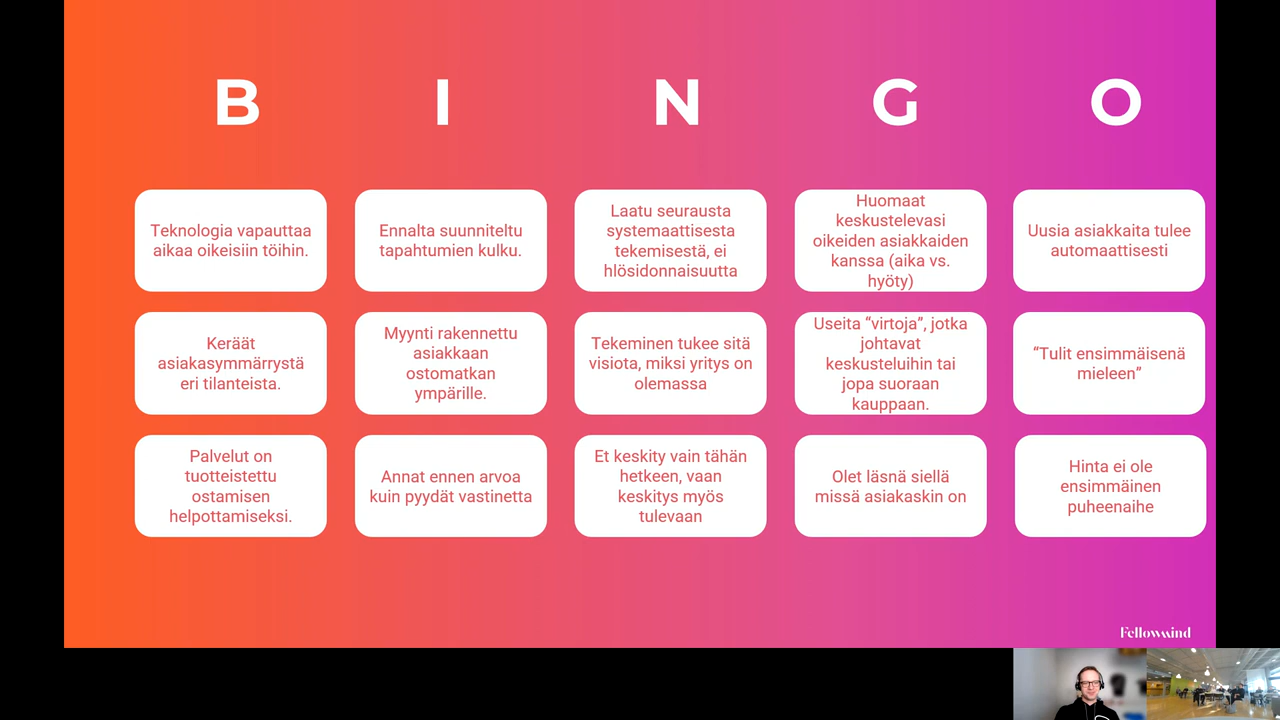 B I N G O
Teknologia vapauttaa
aikaa oikeisiin töihin.
Ennalta suunniteltu
tapahtumien kulku.
Laatu seurausta
systemaattisesta
tekemisestä, ei
hlösidonnaisuutta
Huomaat
keskustelevasi
oikeiden asiakkaiden
kanssa (aika vs.
hyöty)
Uusia asiakkaita tulee
automaattisesti
Keräät
asiakasymmärrystä
eri tilanteista.
Myynti rakennettu
asiakkaan
ostomatkan
ympärille.
Tekeminen tukee sitä
visiota, miksi yritys on
olemassa
Useita “virtoja”, jotka
johtavat
keskusteluihin tai
jopa suoraan
kauppaan.
“Tulit ensimmäisenä
mieleen”
Palvelut on
tuotteistettu
ostamisen
helpottamiseksi.
Annat ennen arvoa
kuin pyydät vastinetta
Et keskity vain tähän
hetkeen, vaan
keskitys myös
tulevaan
Olet läsnä siellä
missä asiakaskin on
Hinta ei ole
ensimmäinen
puheenaihe
Fellowmind